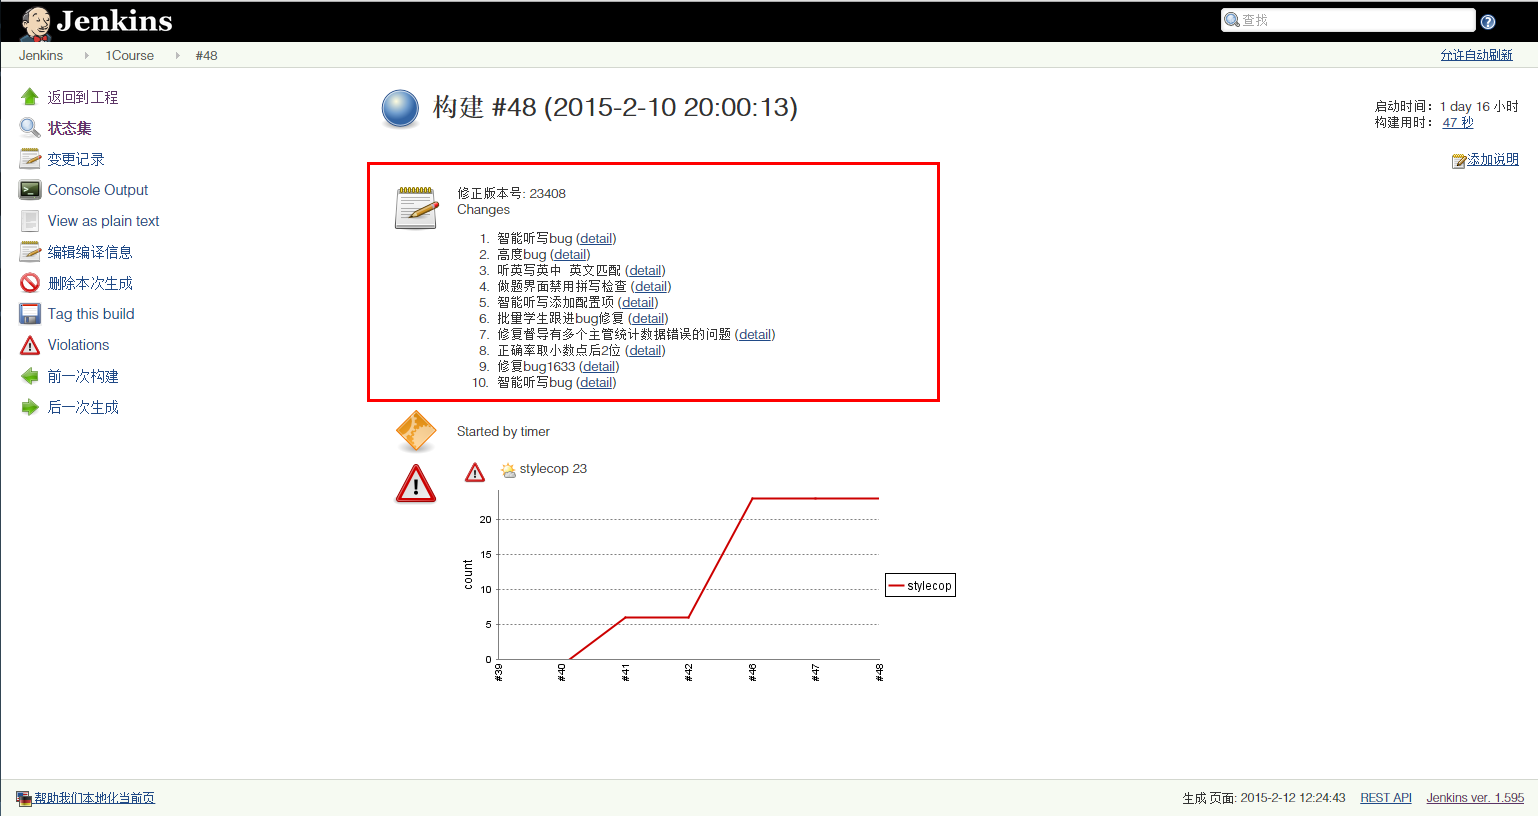 Jenkins
查找
Jenkins
1Course
#48
允许自动刷新
返回到工程
状态集
变更记录
Console Output
View as plain text
编辑编译信息
删除本次生成
Tag this build
Violations
前一次构建
后一次生成
构建 #48 (2015-2-10 20:00:13)
启动时间：1 day 16 小时
构建用时： 47 秒
添加说明
修正版本号: 23408
Changes
1. 智能听写bug (detail)
2. 高度bug (detail)
3. 听英写英中 英文匹配 (detail)
4. 做题界面禁用拼写检查 (detail)
5. 智能听写添加配置项 (detail)
6. 批量学生跟进bug修复 (detail)
7. 修复督导有多个主管统计数据错误的问题 (detail)
8. 正确率取小数点后2位 (detail)
9. 修复bug1633 (detail)
10. 智能听写bug (detail)
Started by timer
stylecop 23
count
20
15
10
5
0
#39
#40
#41
#42
#46
#47
#48
stylecop
帮助我们本地化当前页
生成 页面: 2015-2-12 12:24:43
REST API
Jenkins ver. 1.595